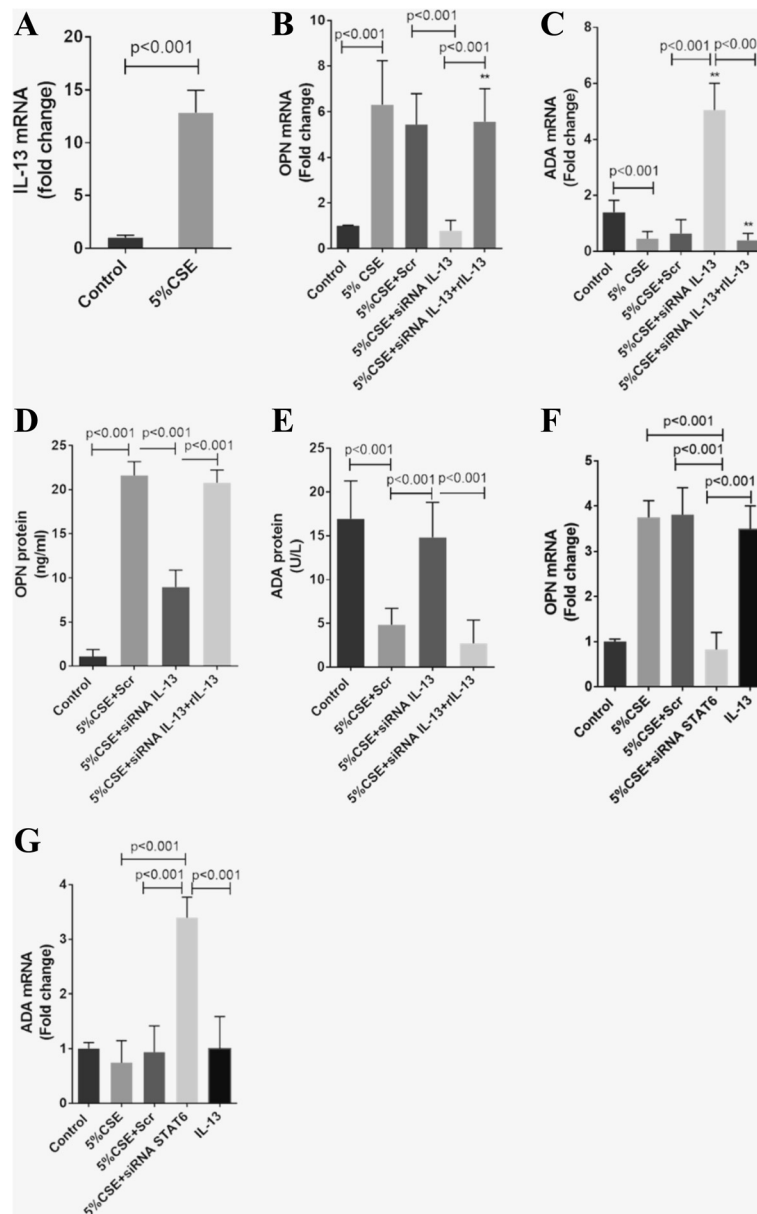 A
IL-13 mRNA
(fold change)
20
15
10
5
0
p<0.001
Control
5%CSE
B
OPN mRNA
(Fold change)
10
8
6
4
2
0
p<0.001
p<0.001
p<0.001
**
Control
5% CSE
5%CSE+Scr
5%CSE+siRNA IL-13
5%CSE+siRNA IL-13+rIL-13
C
ADA mRNA
(Fold change)
8
6
4
2
0
p<0.001
p<0.001
p<0.00
**
**
Control
5% CSE
5%CSE+Scr
5%CSE+siRNA IL-13
5%CSE+siRNA IL-13+rIL-13
D
OPN protein
(ng/ml)
25
20
15
10
5
0
p<0.001
p<0.001
p<0.001
Control
5%CSE+Scr
5%CSE+siRNA IL-13
5%CSE+siRNA IL-13+rIL-13
E
ADA protein
(U/L)
25
20
15
10
5
0
p<0.001
p<0.001
p<0.001
Control
5%CSE+Scr
5%CSE+siRNA IL-13
5%CSE+siRNA IL-13+rIL-13
F
OPN mRNA
(Fold change)
5
4
3
2
1
0
p<0.001
p<0.001
p<0.001
Control
5%CSE
5%CSE+Scr
5%CSE+siRNA STAT6
IL-13
G
ADA mRNA
(Fold change)
4
3
2
1
0
p<0.001
p<0.001
p<0.001
Control
5%CSE
5%CSE+Scr
5%CSE+siRNA STAT6
IL-13